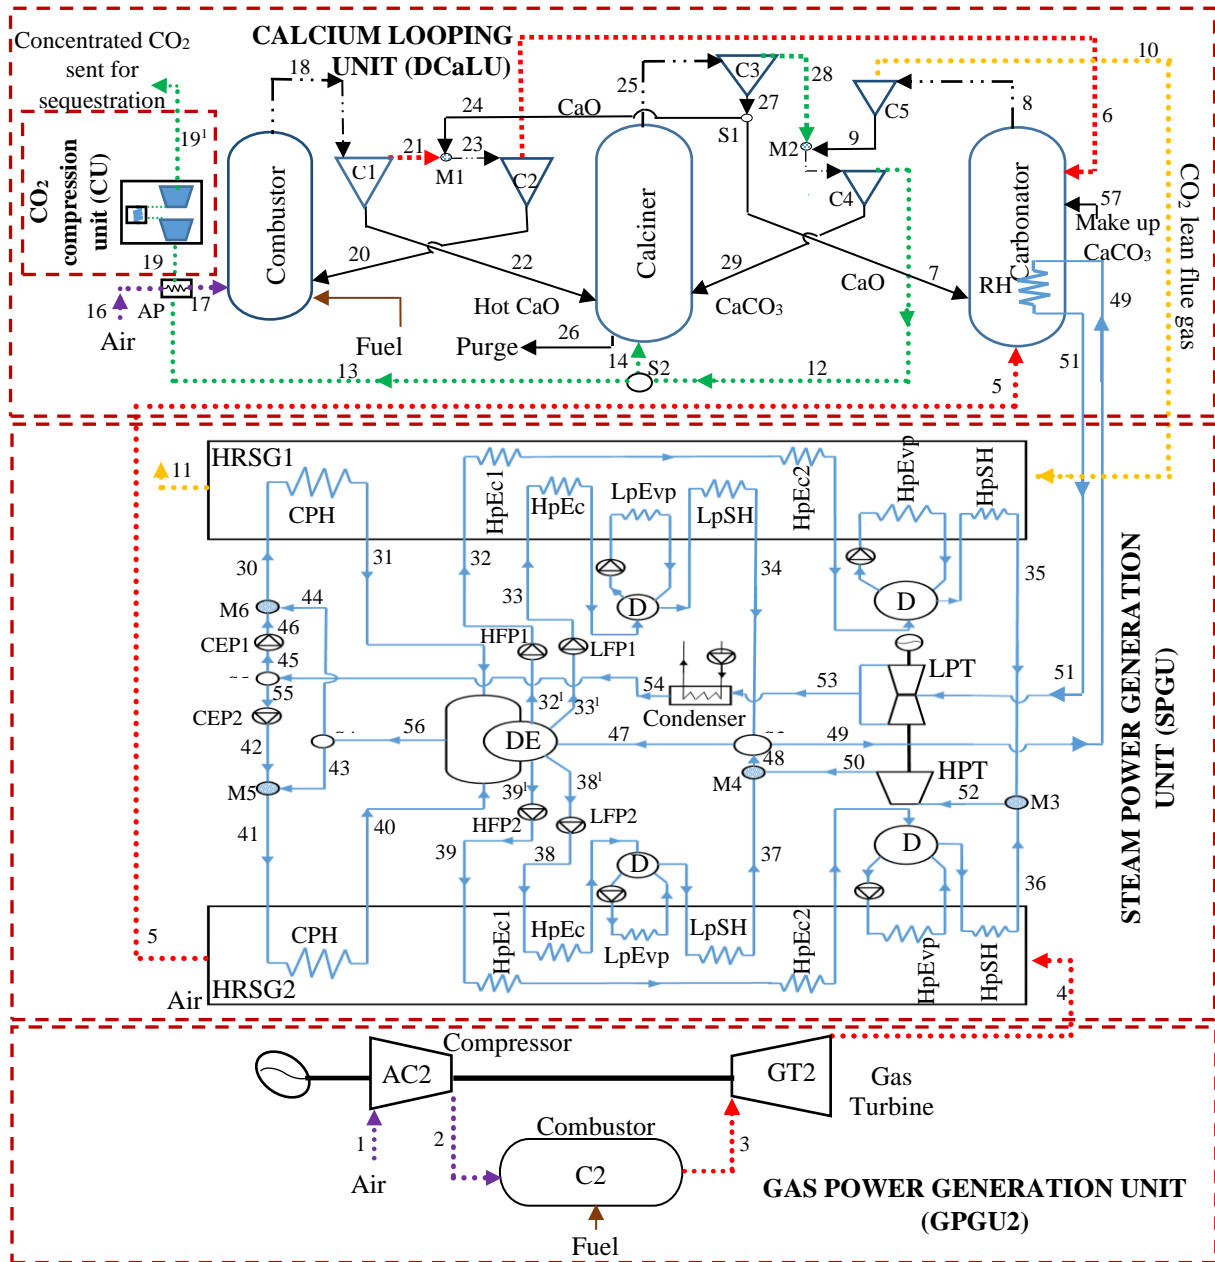 Concentrated CO2
sent for
sequestration
CALCIUM LOOPING
UNIT (DCaLU)
18
24
CaO
25
C3
28
27
S1
C5
10
8
6
9
M2
C4
19¹
CO2
compression
unit (CU)
19
21
23
M1
C1
C2
Combustor
Calciner
Carbonator
57
Make up
CaCO3
CO2 lean flue gas
20
22
29
CaO
7
RH
49
16
17
AP
Air
Hot CaO
CaCO3
Fuel
Purge
26
14
S2
13
12
5
51
HRSG1
11
CPH
HpEc1
HpEc
LpEvp
LpSH
HpEc2
HpEvp
HpSH
30
31
32
33
34
35
D
D
M6
44
46
CEP1
45
HFP1
LFP1
LPT
51
55
54
Condenser
53
CEP2
32¹
33¹
42
56
DE
47
49
48
43
M5
M4
50
HPT
52
M3
39¹
38¹
41
40
HFP2
LFP2
39
38
D
37
D
36
STEAM POWER GENERATION
UNIT (SPGU)
5
CPH
HpEc1
HpEc
LpEvp
LpSH
HpEc2
HpEvp
HpSH
Air
HRSG2
4
Compressor
AC2
GT2
Gas
Turbine
1
2
Combustor
3
Air
C2
GAS POWER GENERATION UNIT
(GPGU2)
Fuel